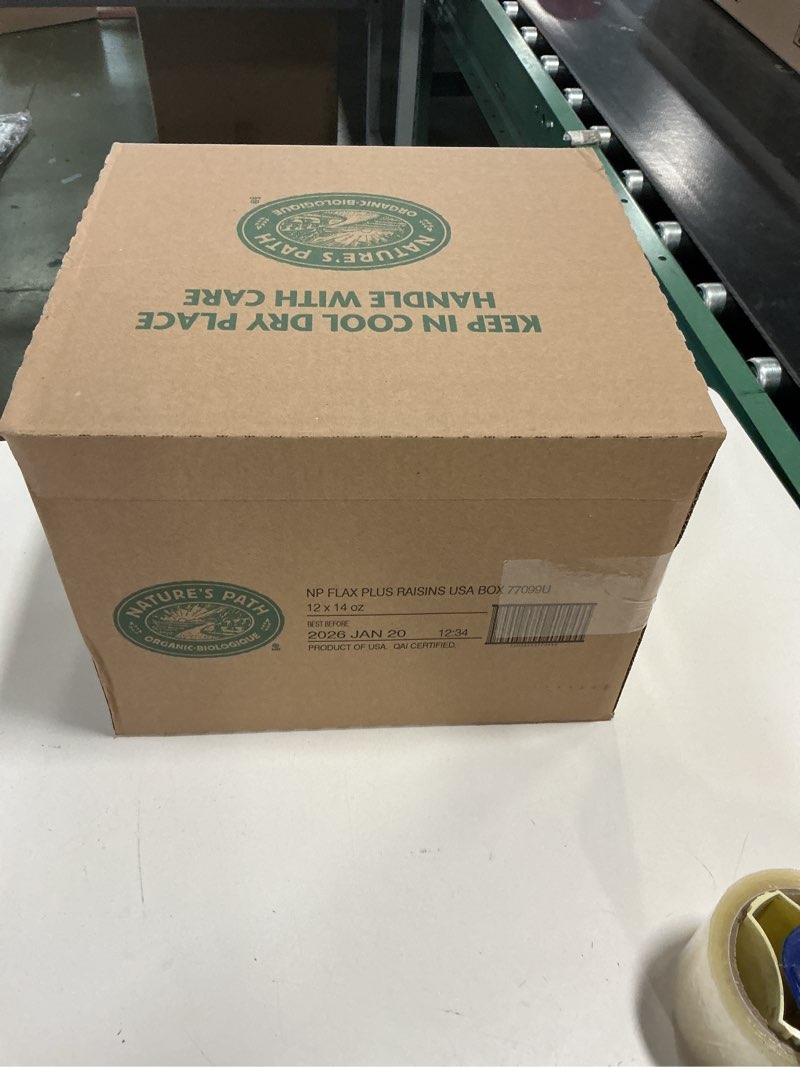 NATURE'S PATH
ORGANIC·BIOLOGIQUE
KEEP IN COOL DRY PLACE
HANDLE WITH CARE
NATURE'S PATH
ORGANIC·BIOLOGIQUE
NP FLAX PLUS RAISINS USA BOX 77099U
12 x 14 oz
BEST BEFORE
2026 JAN 20 12:34
PRODUCT OF USA. QAI CERTIFIED.